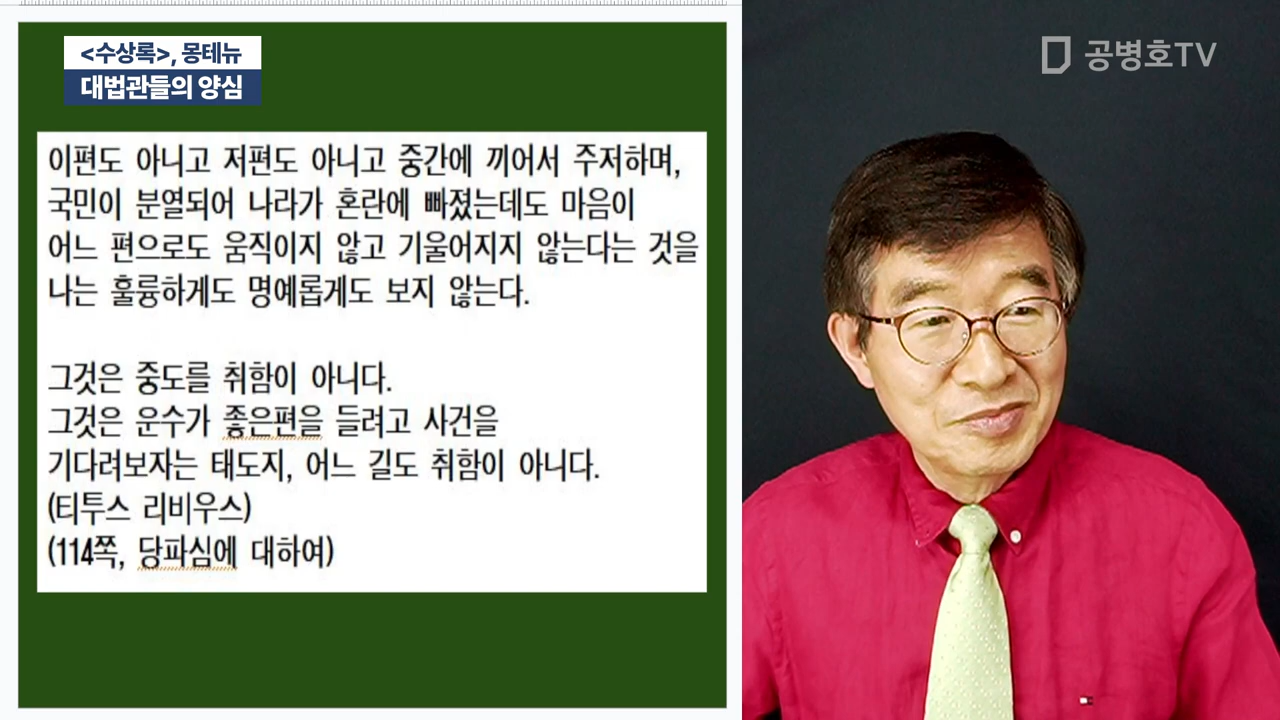 <수상록>, 몽테뉴
대법관들의 양심
공병호TV
이편도 아니고 저편도 아니고 중간에 끼어서 주저하며,
국민이 분열되어 나라가 혼란에 빠졌는데도 마음이
어느 편으로도 움직이지 않고 기울어지지 않는다는 것을
나는 훌륭하게도 명예롭게도 보지 않는다.
그것은 중도를 취함이 아니다.
그것은 운수가 좋은편을 들려고 사건을
기다려보자는 태도지, 어느 길도 취함이 아니다.
(티투스 리비우스)
(114쪽, 당파심에 대하여)